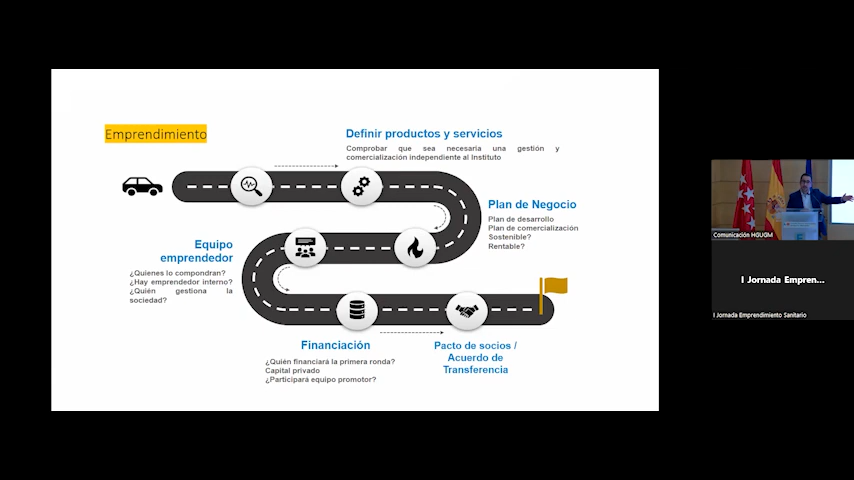 Emprendimiento
Definir productos y servicios
Comprobar que sea necesaria una gestión y
comercialización independiente al Instituto
Plan de Negocio
Plan de desarrollo
Plan de comercialización
Sostenible?
Rentable?
Equipo
emprendedor
¿Quienes lo compondran?
¿Hay emprendedor interno?
¿Quién gestiona la
sociedad?
Financiación
¿Quién financiará la primera ronda?
Capital privado
¿Participará equipo promotor?
Pacto de socios /
Acuerdo de
Transferencia
Comunicación HGUGM
I Jornada Empren...
I Jornada Emprendimiento Sanitario